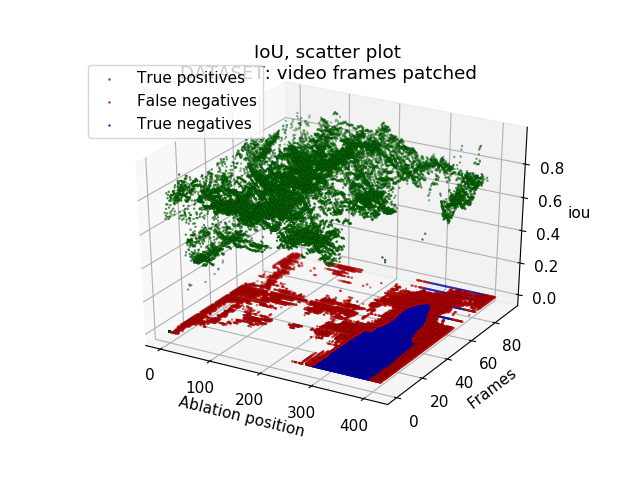 IoU, scatter plot
DATASET: video frames patched
True positives
False negatives
True negatives
0.8
0.6
iou
0.4
0.2
0.0
0
100
200
300
400
Ablation position
0
20
40
60
80
Frames